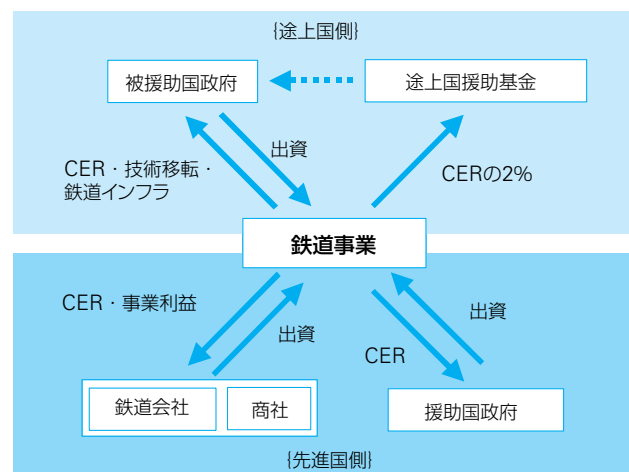 {途上国側}
被援助国政府
途上国援助基金
出資
CER・技術移転・
鉄道インフラ
CERの2%
鉄道事業
CER・事業利益
出資
出資
CER
鉄道会社
商社
援助国政府
{先進国側}